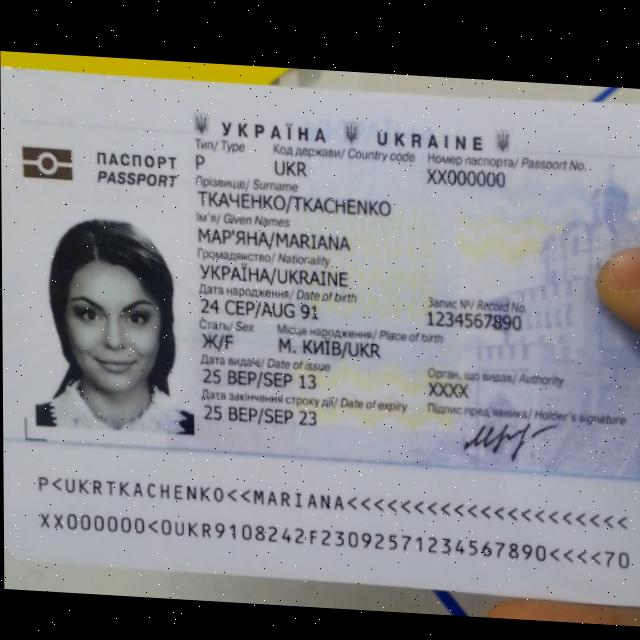 УКРАЇНА UKRAINE
ПАСПОРТ
PASSPORT
Тип/ Type Код держави/ Country code Номер паспорта/ Passport No.
P UKR XX000000
Прізвище/ Surname
ТКАЧЕНКО/TKACHENKO
Ім'я/ Given Names
МАР'ЯНА/MARIANA
Громадянство/ Nationality
УКРАЇНА/UKRAINE
Дата народження/ Date of birth Запис №/ Record No.
24 СЕР/AUG 91 1234567890
Стать/ Sex Місце народження/ Place of birth
Ж/F М. КИЇВ/UKR
Дата видачі/ Date of issue Орган, що видав/ Authority
25 ВЕР/SEP 13 XXXX
Дата закінчення строку дії/ Date of expiry Підпис пред'явника/ Holder's signature
25 ВЕР/SEP 23
P<UKRTKACHENKO<<MARIANA<<<<<<<<<<<<<<<<<<<<<
XX000000<0UKR9108242F23092571234567890<<<<70